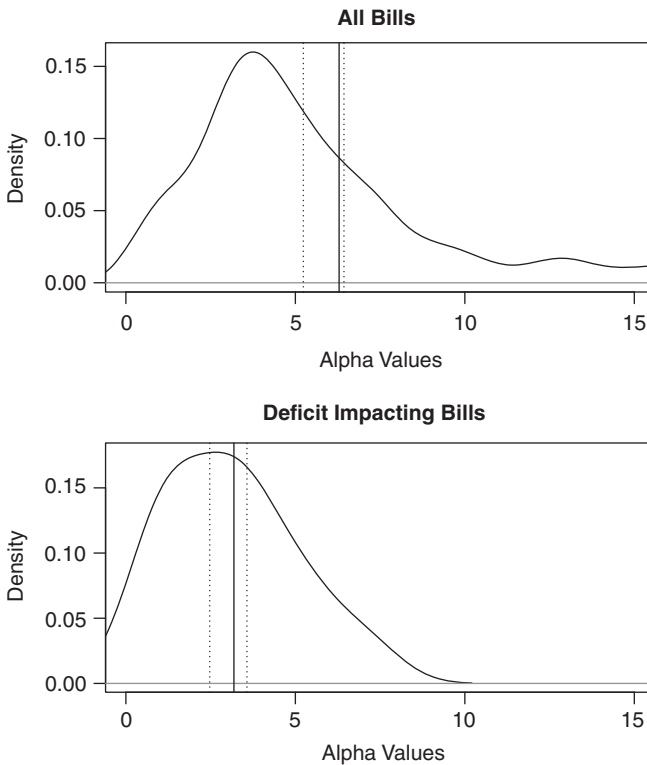 All Bills
Density
0.15
0.10
0.05
0.00
0 5 10 15
Alpha Values
Deficit Impacting Bills
Density
0.15
0.10
0.05
0.00
0 5 10 15
Alpha Values